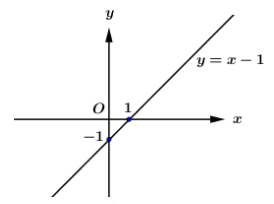 y
y = x − 1
O 1
x
−1